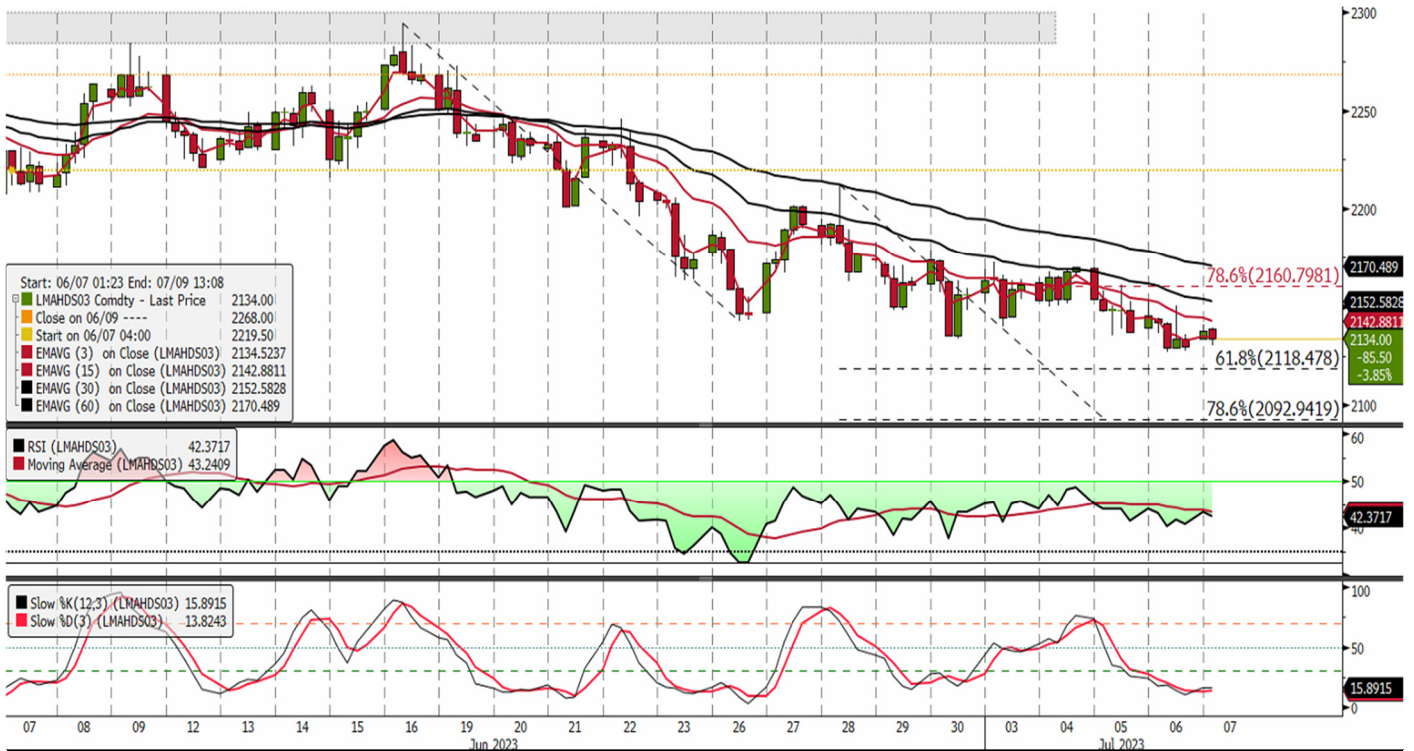 2300
2250
2200
2170.489
78.6%(2160.7981)
2152.5828
2142.8811
2134.00
-85.50
-3.85%
61.8%(2118.478)
2100
78.6%(2092.9419)
Start: 06/07 01:23 End: 07/09 13:08
LMAHDS03 Comdty - Last Price 2134.00
Close on 06/09 ---- 2268.00
Start on 06/07 04:00 2219.50
EMAVG (3) on Close (LMAHDS03) 2134.5237
EMAVG (15) on Close (LMAHDS03) 2142.8811
EMAVG (30) on Close (LMAHDS03) 2152.5828
EMAVG (60) on Close (LMAHDS03) 2170.489
RSI (LMAHDS03) 42.3717
Moving Average (LMAHDS03) 43.2409
60
50
42.3717
40
Slow %K(12,3) (LMAHDS03) 15.8915
Slow %D(3) (LMAHDS03) 13.8243
100
50
15.8915
0
07 08 09 12 13 14 15 16 19 20 21 22 23 26 27 28 29 30 03 04 05 06 07
Jun 2023 Jul 2023